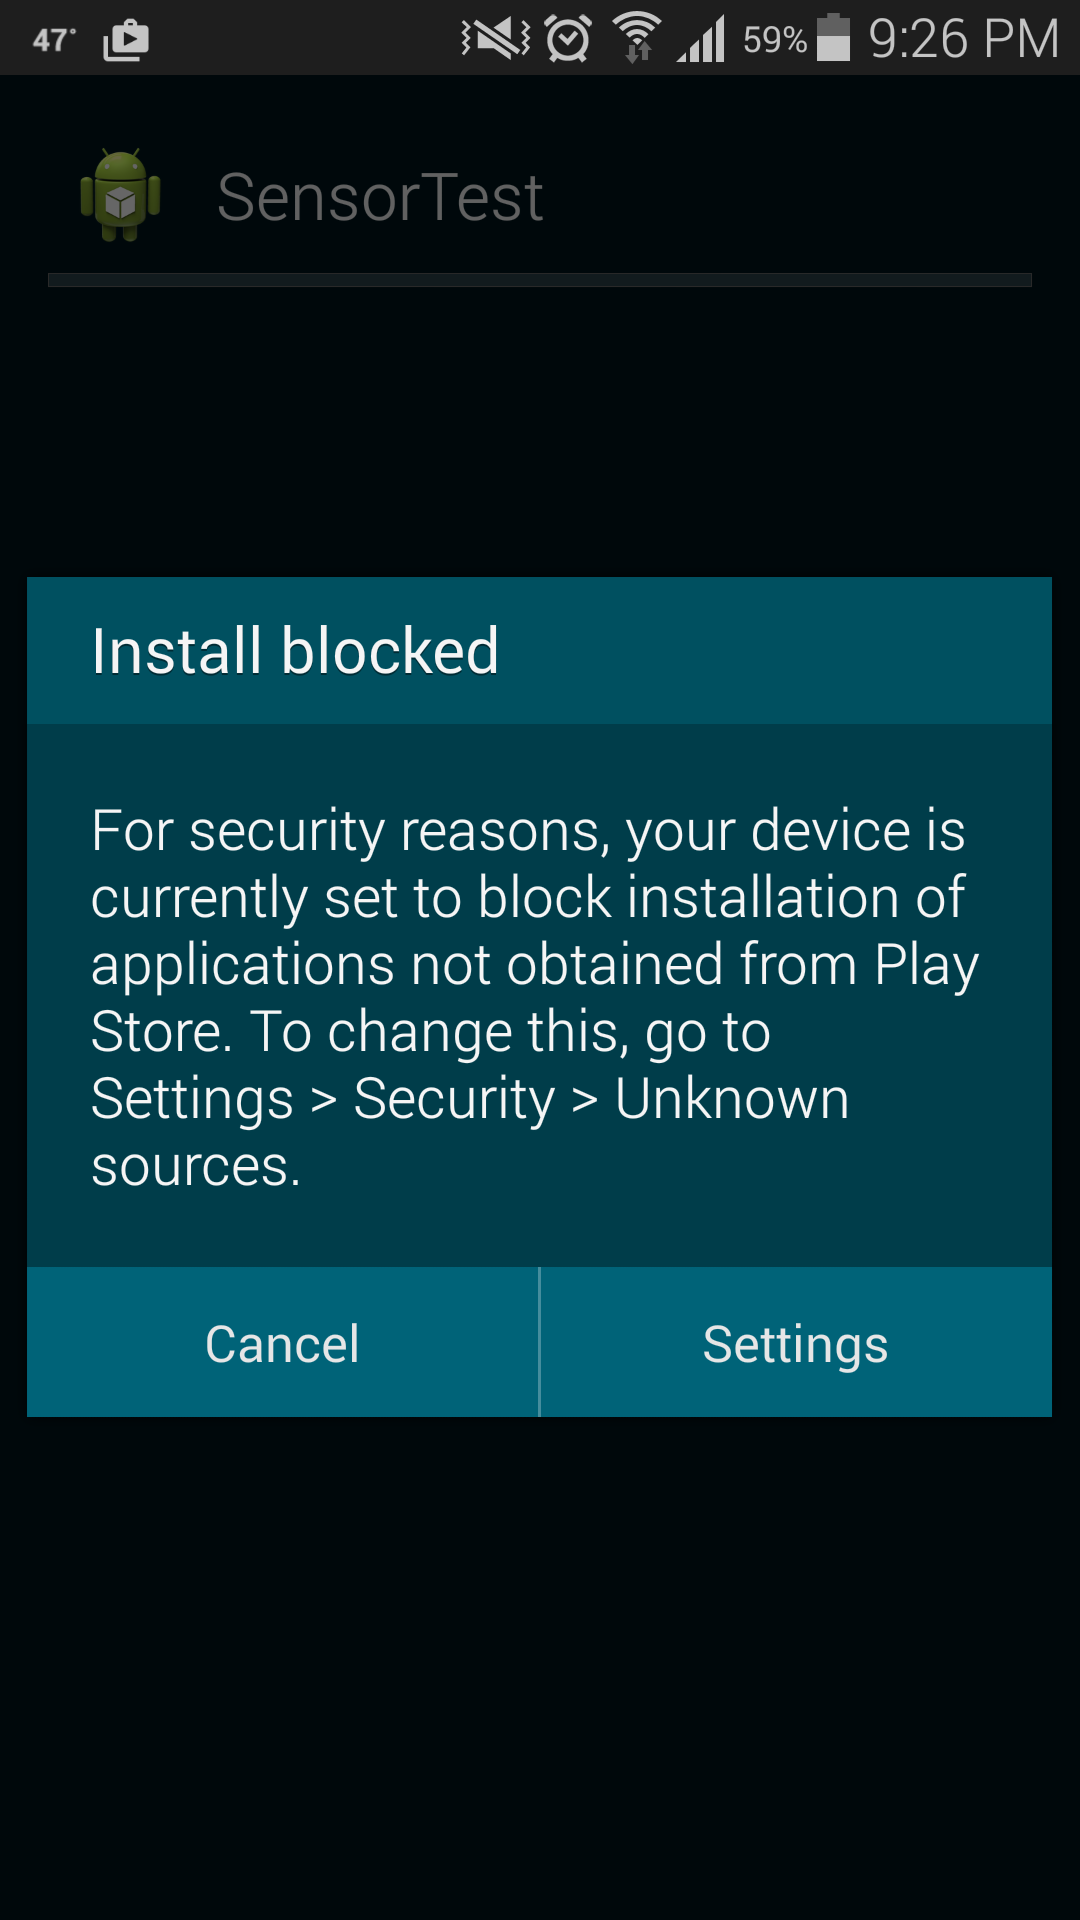 47°
59%
9:26 PM
SensorTest
Install blocked
For security reasons, your device is
currently set to block installation of
applications not obtained from Play
Store. To change this, go to
Settings > Security > Unknown
sources.
Cancel
Settings